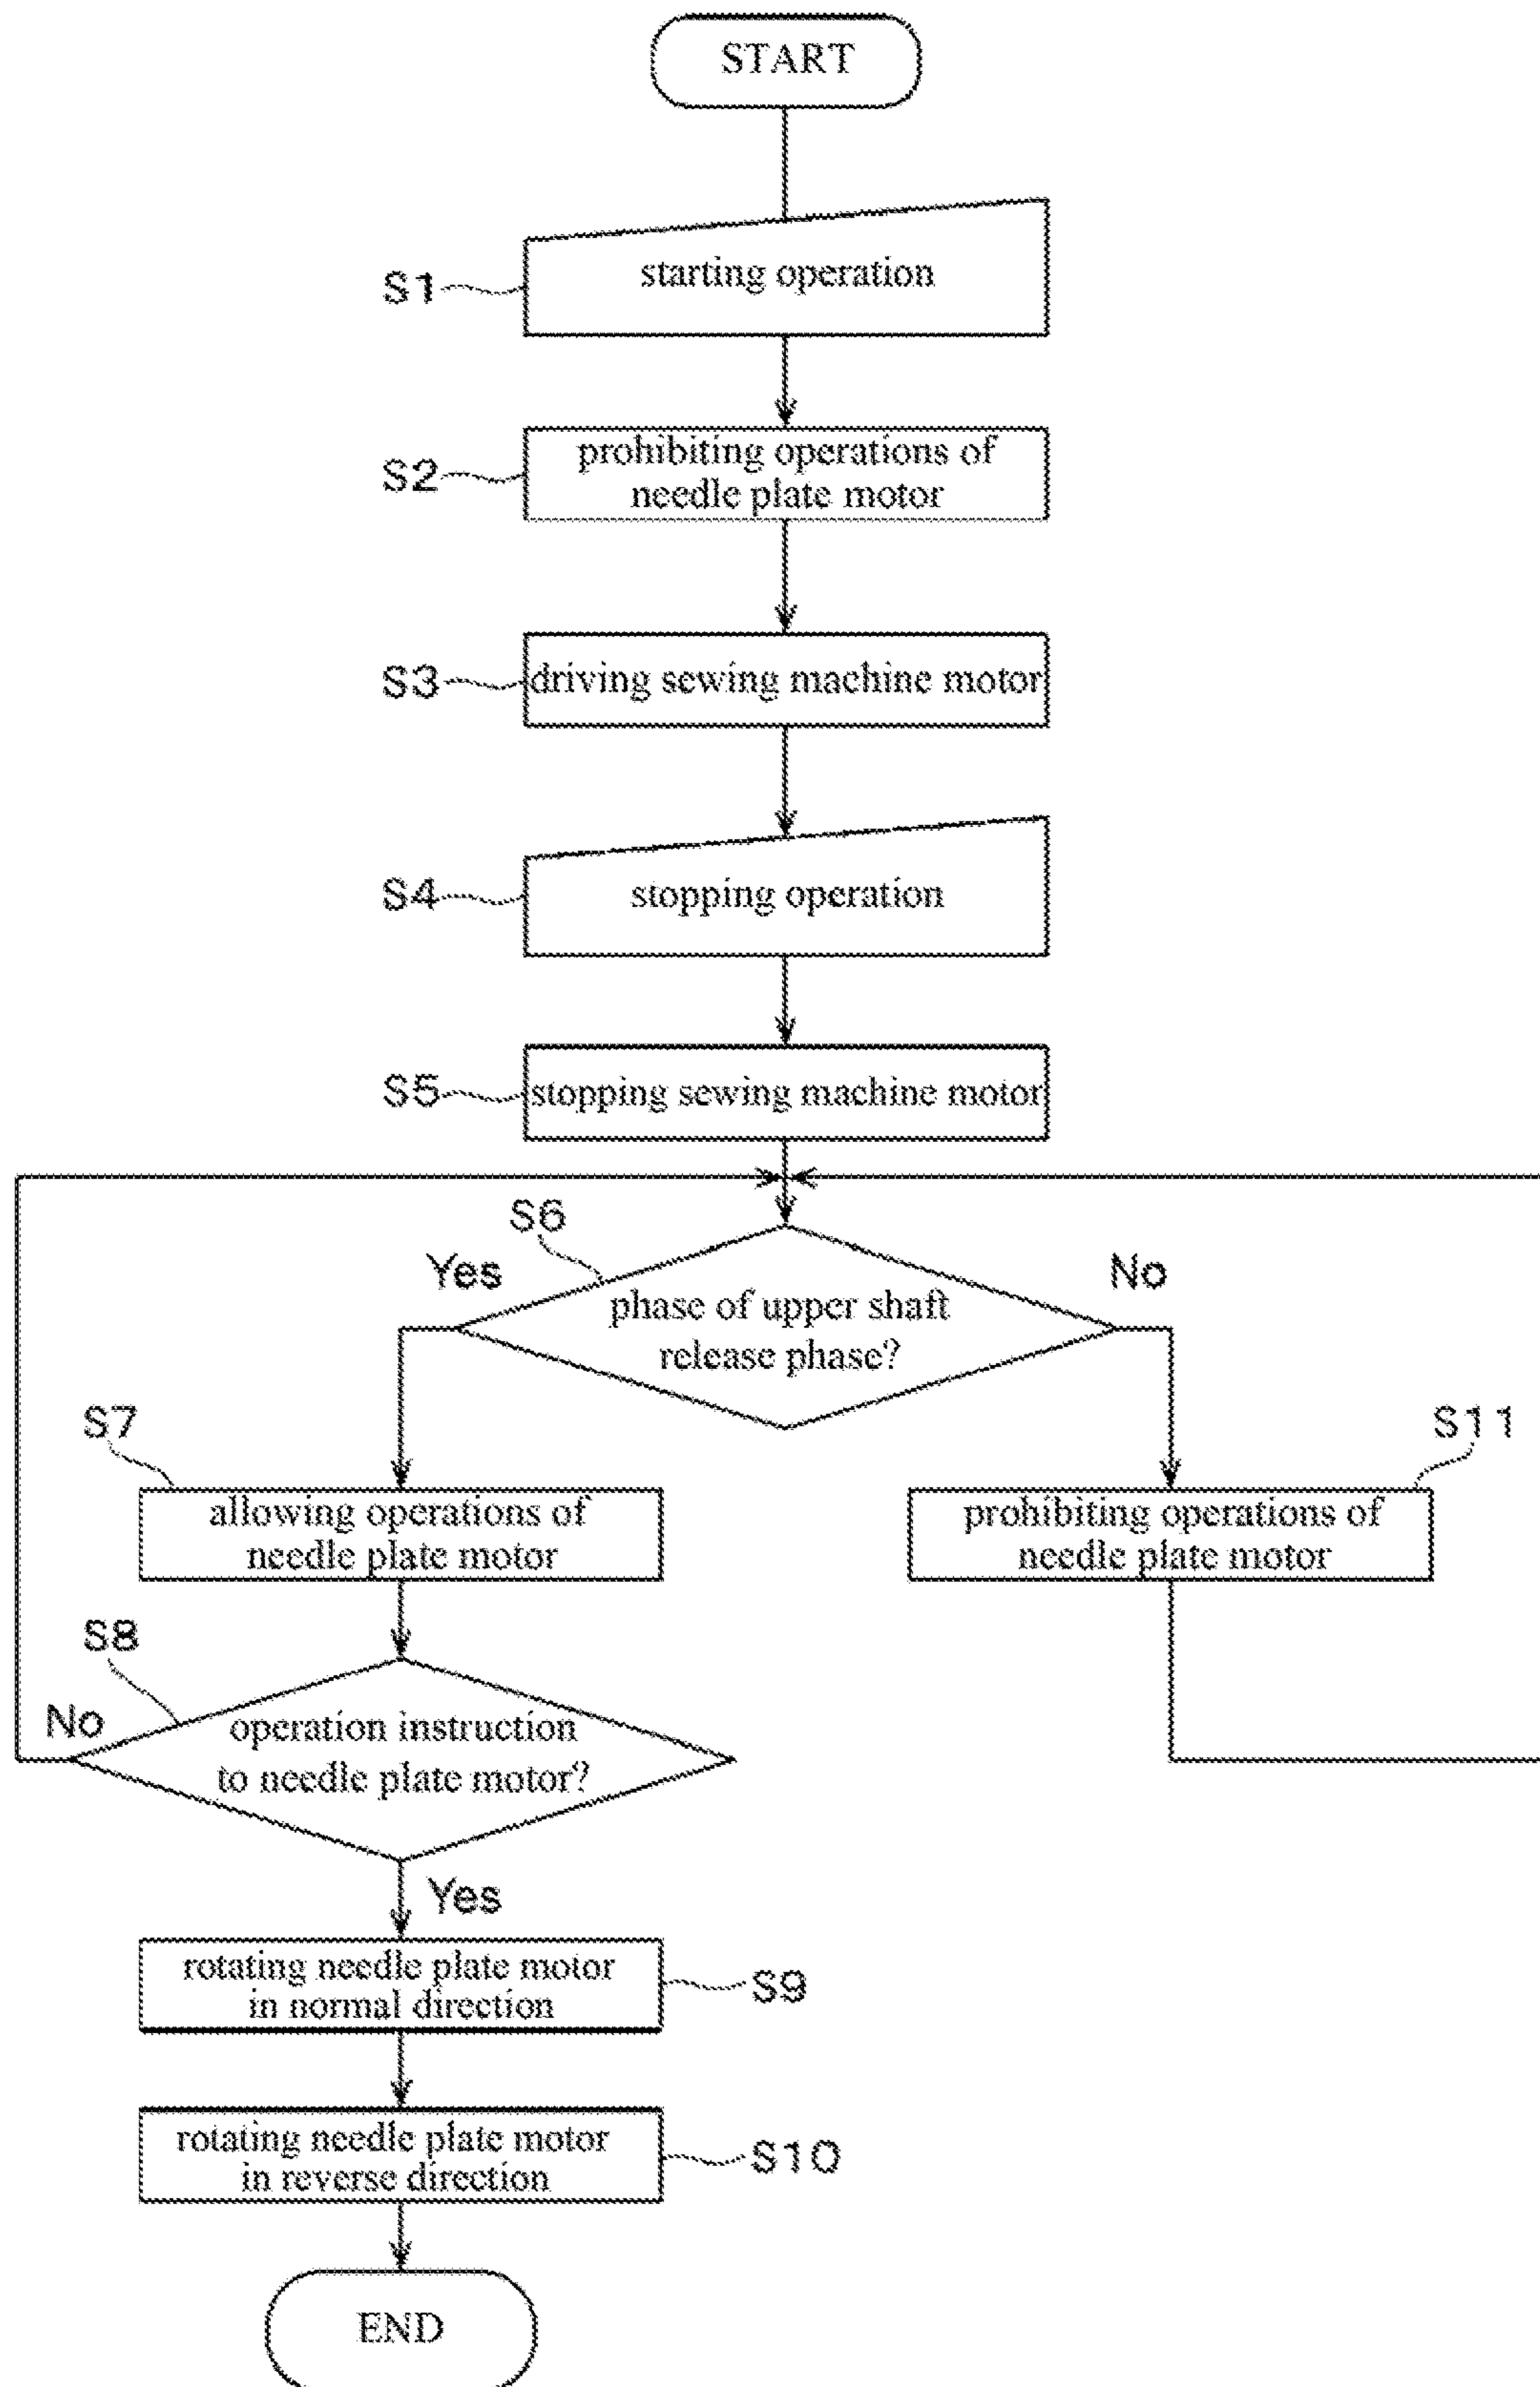 START
S1
starting operation
S2
prohibiting operations of
needle plate motor
S3
driving sewing machine motor
S4
stopping operation
S5
stopping sewing machine motor
S6
Yes
No
phase of upper shaft
release phase?
S7
S11
allowing operations of
needle plate motor
prohibiting operations of
needle plate motor
S8
No
operation instruction
to needle plate motor?
Yes
rotating needle plate motor
in normal direction
S9
rotating needle plate motor
in reverse direction
S10
END